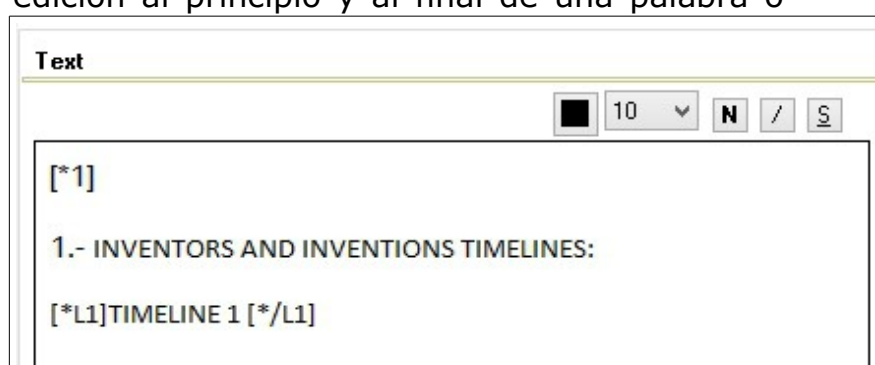 edición al principio y al final de una palabra o
Text
10 N / S
[*1]
1.- INVENTORS AND INVENTIONS TIMELINES:
[*L1]TIMELINE 1 [*/L1]